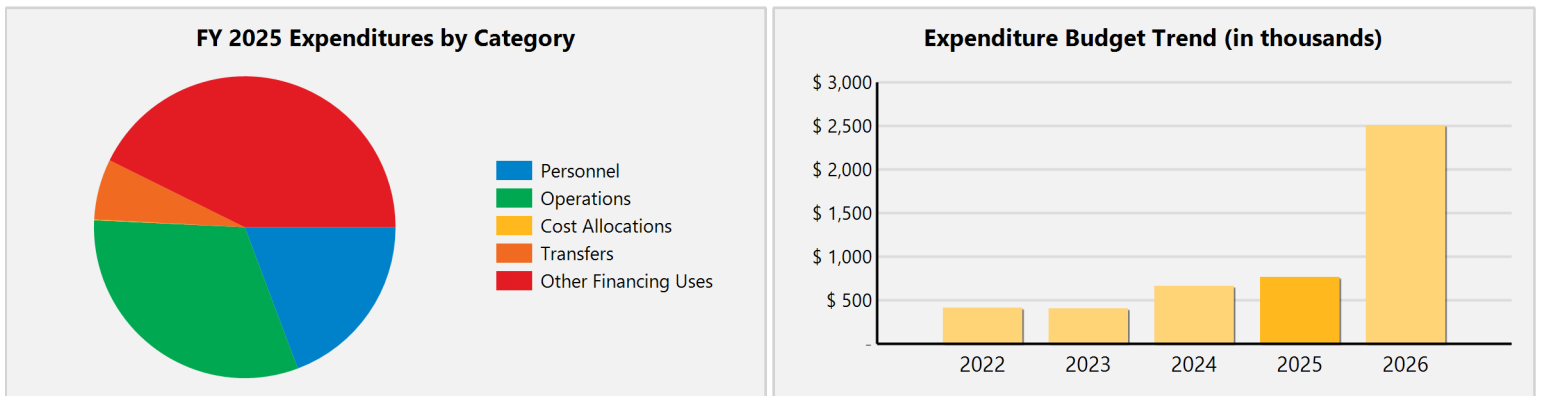 FY 2025 Expenditures by Category
Personnel
Operations
Cost Allocations
Transfers
Other Financing Uses
Expenditure Budget Trend (in thousands)
$ 3,000
$ 2,500
$ 2,000
$ 1,500
$ 1,000
$ 500
-
2022 2023 2024 2025 2026